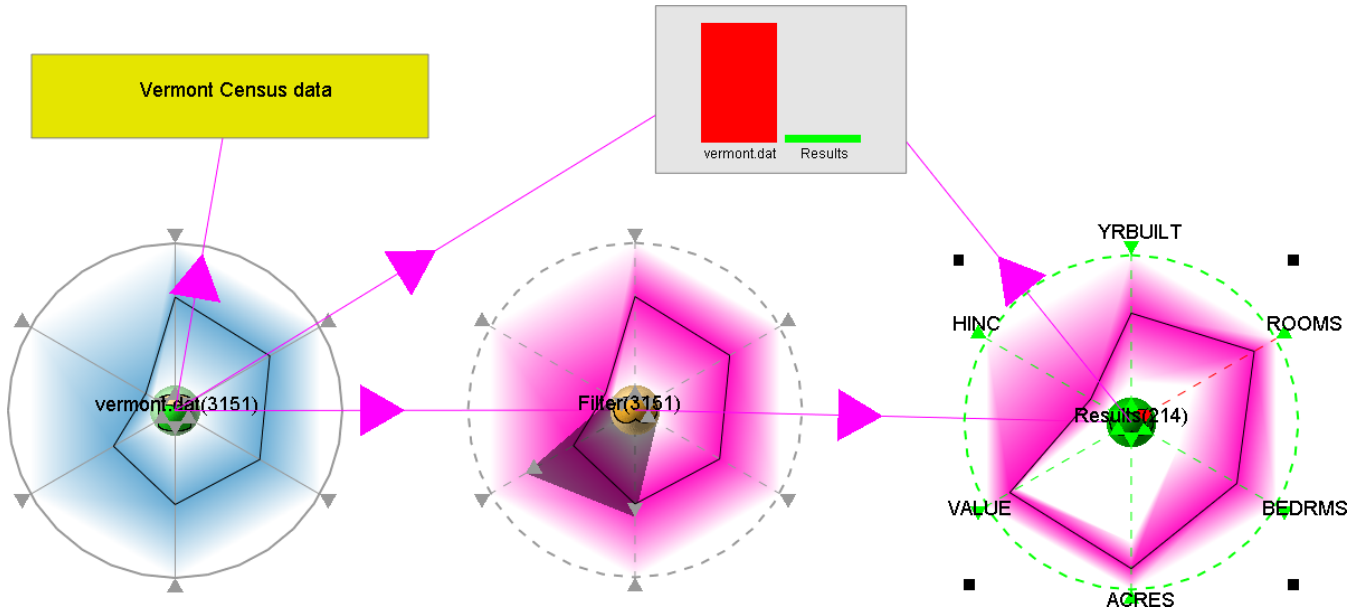 Vermont Census data
vermont.dat
Results
YRBUILT
HINC
ROOMS
vermont.dat(3151)
Filter(3151)
Results(214)
VALUE
BEDRMS
ACRES